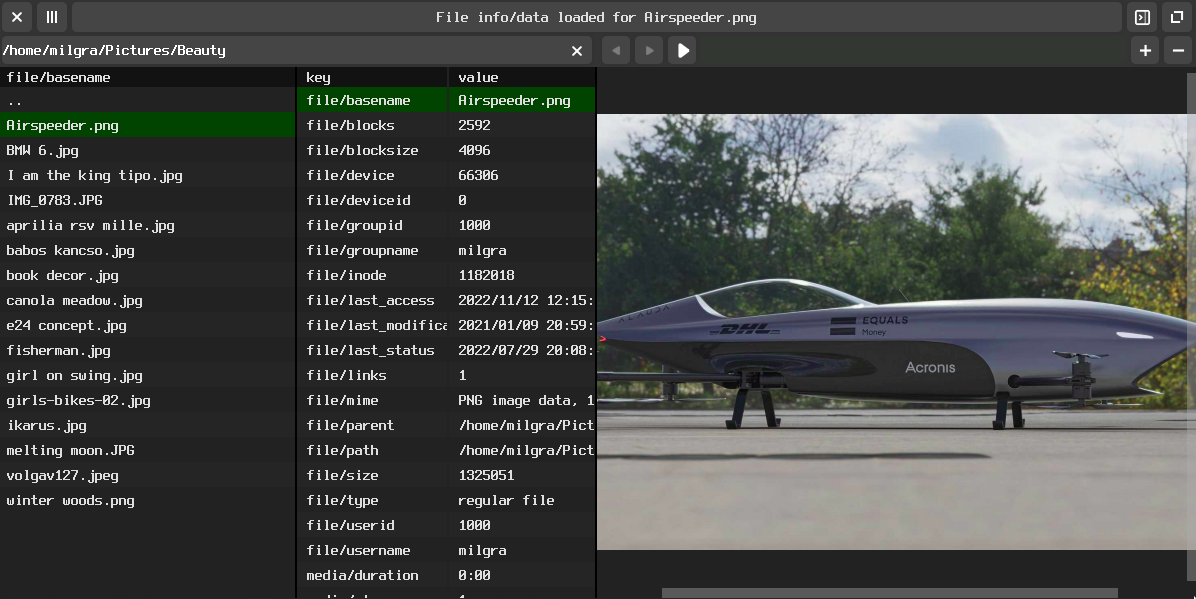 File info/data loaded for Airspeeder.png
/home/milgra/Pictures/Beauty
file/basename
..
Airspeeder.png
BMW 6.jpg
I am the king tipo.jpg
IMG_0783.JPG
aprilia rsv mille.jpg
babos kancso.jpg
book decor.jpg
canola meadow.jpg
e24 concept.jpg
fisherman.jpg
girl on swing.jpg
girls-bikes-02.jpg
ikarus.jpg
melting moon.JPG
volgav127.jpeg
winter woods.png
key value
file/basename Airspeeder.png
file/blocks 2592
file/blocksize 4096
file/device 66306
file/deviceid 0
file/groupid 1000
file/groupname milgra
file/inode 1182018
file/last_access 2022/11/12 12:15:
file/last_modifica 2021/01/09 20:59:
file/last_status 2022/07/29 20:08:
file/links 1
file/mime PNG image data, 1
file/parent /home/milgra/Pict
file/path /home/milgra/Pict
file/size 1325051
file/type regular file
file/userid 1000
file/username milgra
media/duration 0:00
DHL
EQUALS
Money
Acronis